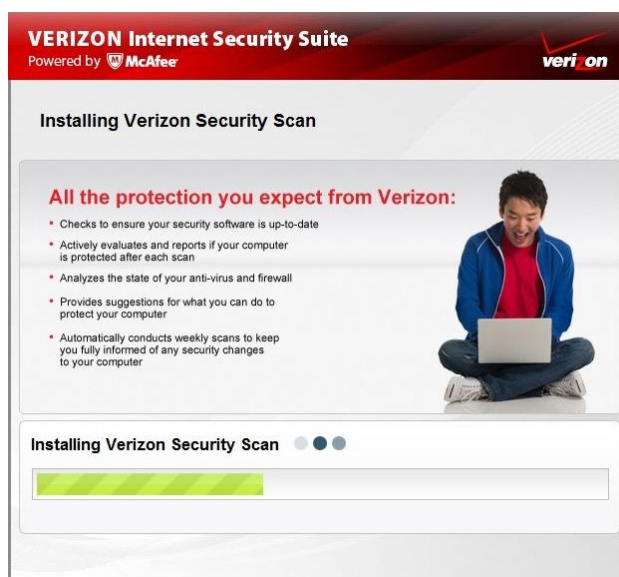 VERIZON Internet Security Suite
Powered by McAfee
verizon
Installing Verizon Security Scan
All the protection you expect from Verizon:
• Checks to ensure your security software is up-to-date
• Actively evaluates and reports if your computer
is protected after each scan
• Analyzes the state of your anti-virus and firewall
• Provides suggestions for what you can do to
protect your computer
• Automatically conducts weekly scans to keep
you fully informed of any security changes
to your computer
Installing Verizon Security Scan